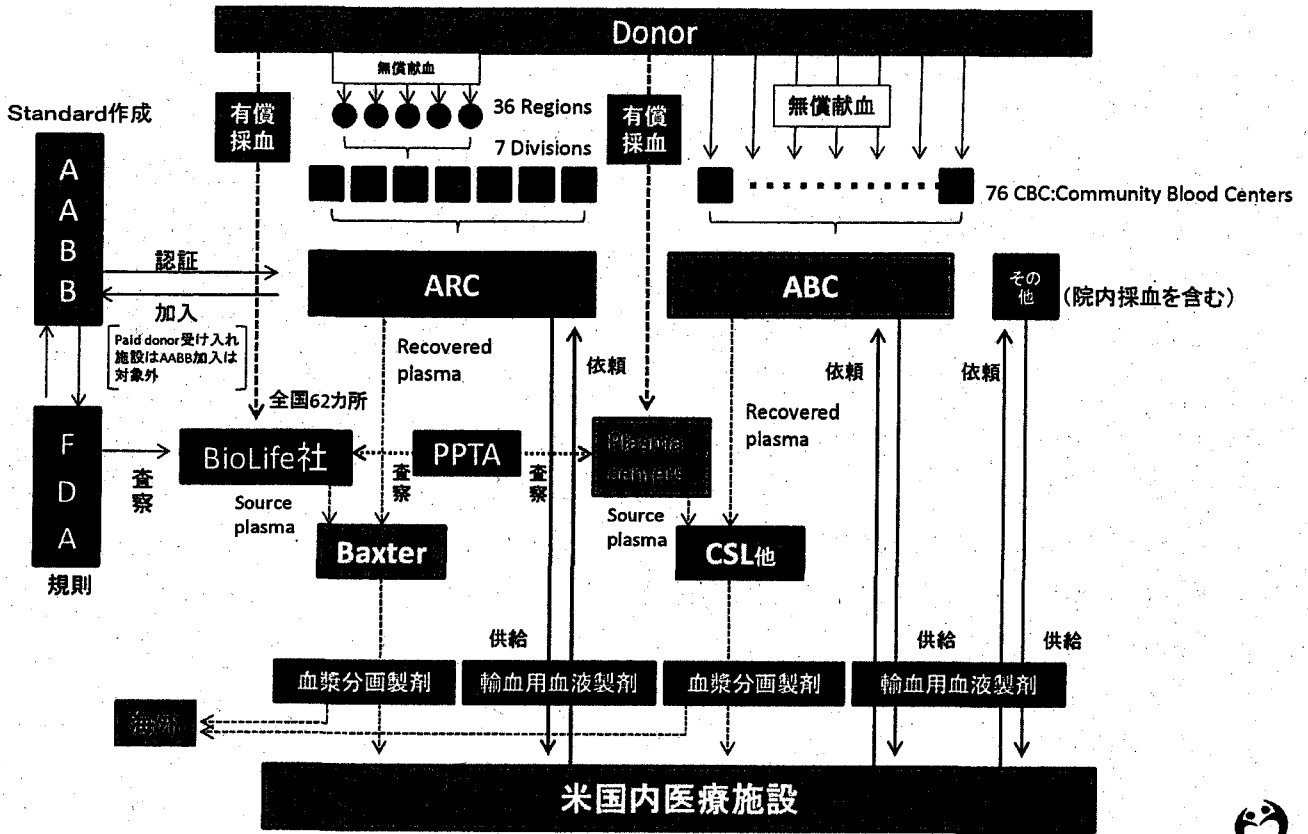 Donor
無償献血
有償
採血
36 Regions
7 Divisions
有償
採血
無償献血
76 CBC:Community Blood Centers
Standard作成
A
A
B
B
認証
加入
Paid donor受け入れ
施設はAABB加入は
対象外
ARC
ABC
その
他
(院内採血を含む)
Recovered
plasma
依頼
Recovered
plasma
依頼
依頼
全国62カ所
F
D
A
規則
査察
BioLife社
PPTA
査察
査察
Plasma
centers
Source
plasma
Source
plasma
Baxter
CSL他
供給
供給
供給
血漿分画製剤
輸血用血液製剤
血漿分画製剤
輸血用血液製剤
海外
米国内医療施設